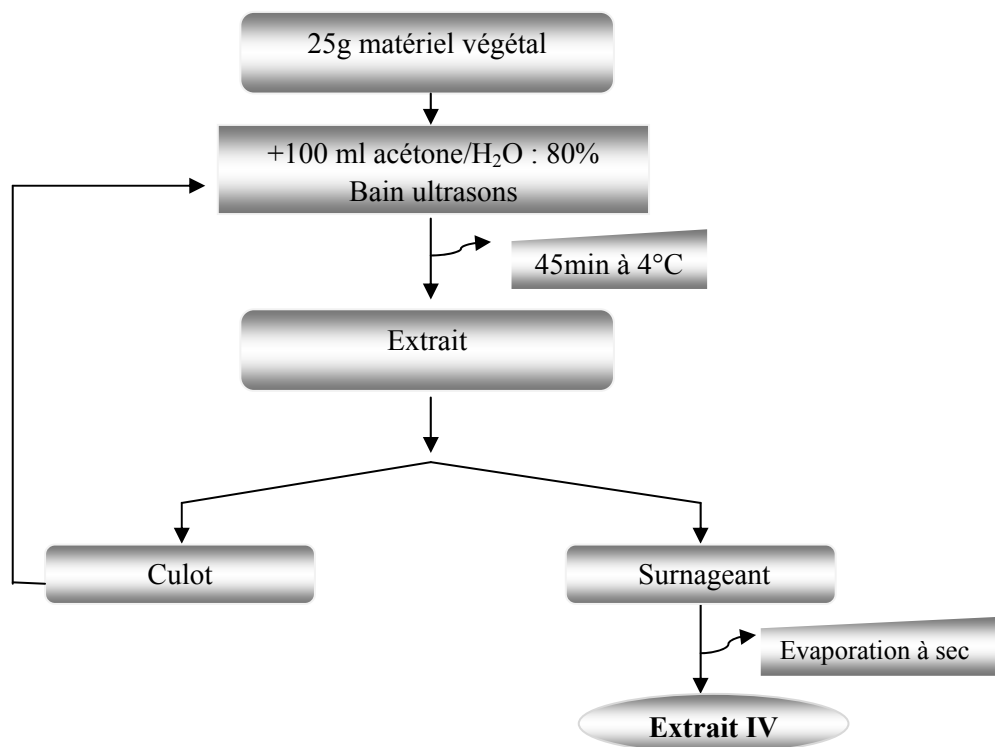 25g matériel végétal
+100 ml acétone/H₂O : 80%
Bain ultrasons
45min à 4°C
Extrait
Culot
Surnageant
Evaporation à sec
Extrait IV